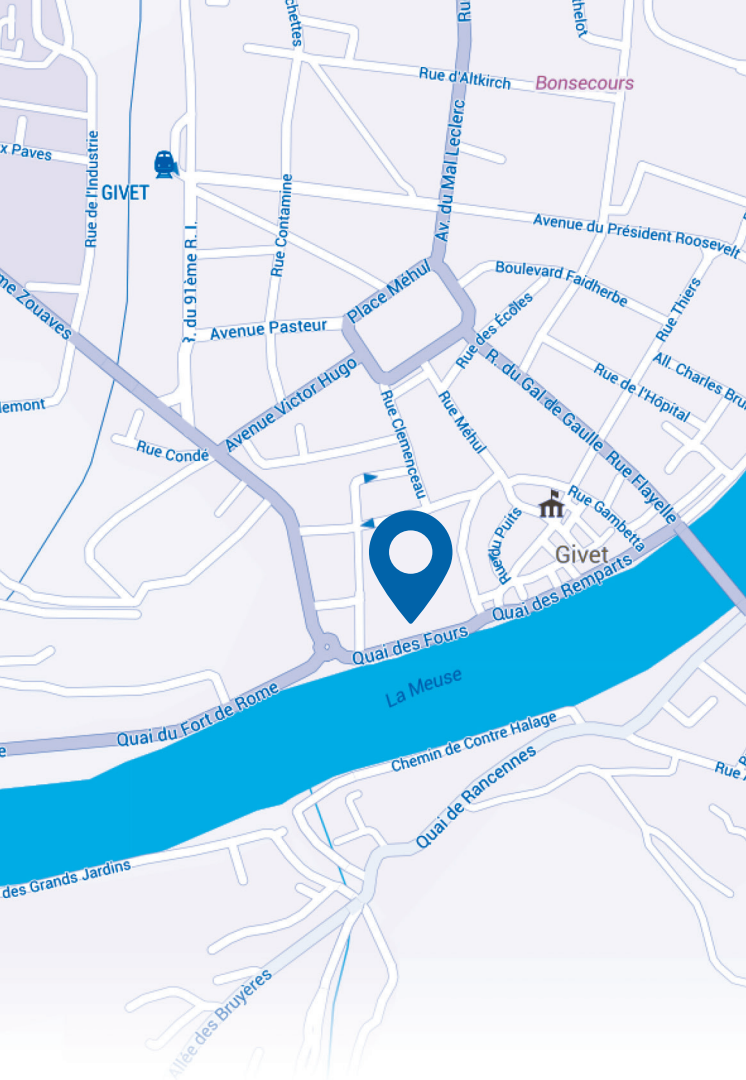 Rue d'Altkirch
Bonsecours
x Paves
Rue de l'Industrie
GIVET
Av. du Mal Leclerc
Rue Contamine
Avenue du Président Roosevelt
R. du 91ème R. I.
Place Méhul
Boulevard Faidherbe
Rue des Écôles
Rue Thiers
me Zouaves
Avenue Pasteur
R. du Gal de Gaulle
All. Charles Bru
Rue de l'Hôpital
Avenue Victor Hugo
Rue Clemenceau
Rue Méhul
lemont
Rue Condé
Rue Flayelle
Rue Gambetta
Rue du Puits
Givet
Quai des Remparts
Quai des Fours
La Meuse
Quai du Fort de Rome
Chemin de Contre Halage
Quai de Rancennes
des Grands Jardins
Allée des Bruyères